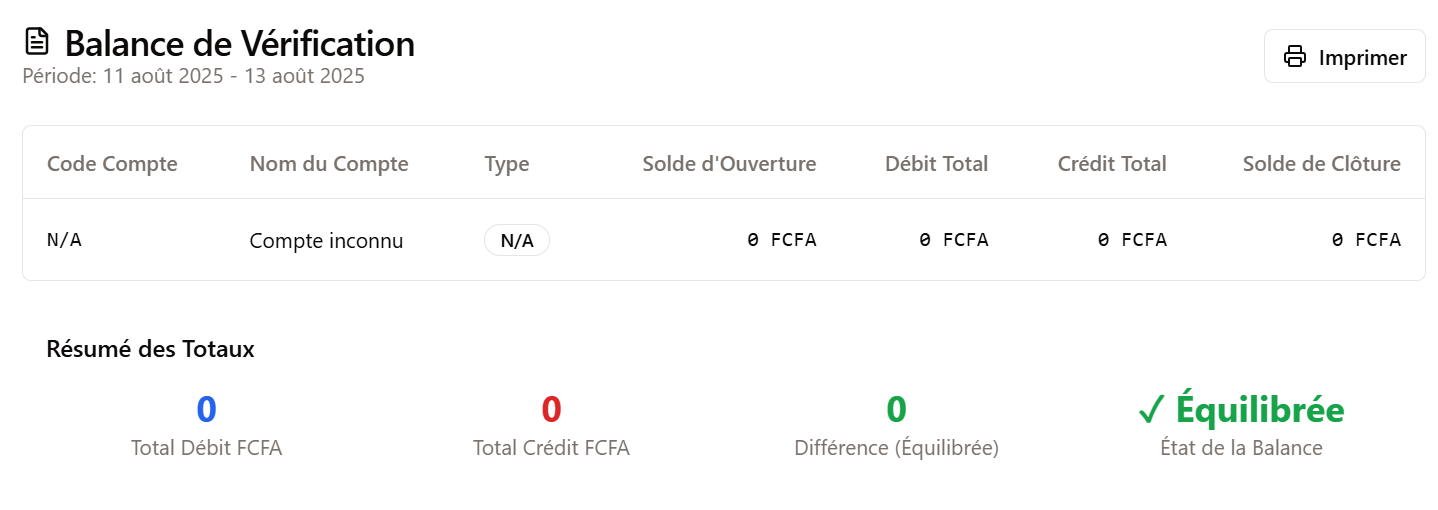 Balance de Vérification
Période: 11 août 2025 - 13 août 2025
Imprimer
Code Compte Nom du Compte Type Solde d'Ouverture Débit Total Crédit Total Solde de Clôture
N/A Compte inconnu N/A 0 FCFA 0 FCFA 0 FCFA 0 FCFA
Résumé des Totaux
0 0 0 ✓ Équilibrée
Total Débit FCFA Total Crédit FCFA Différence (Équilibrée) État de la Balance